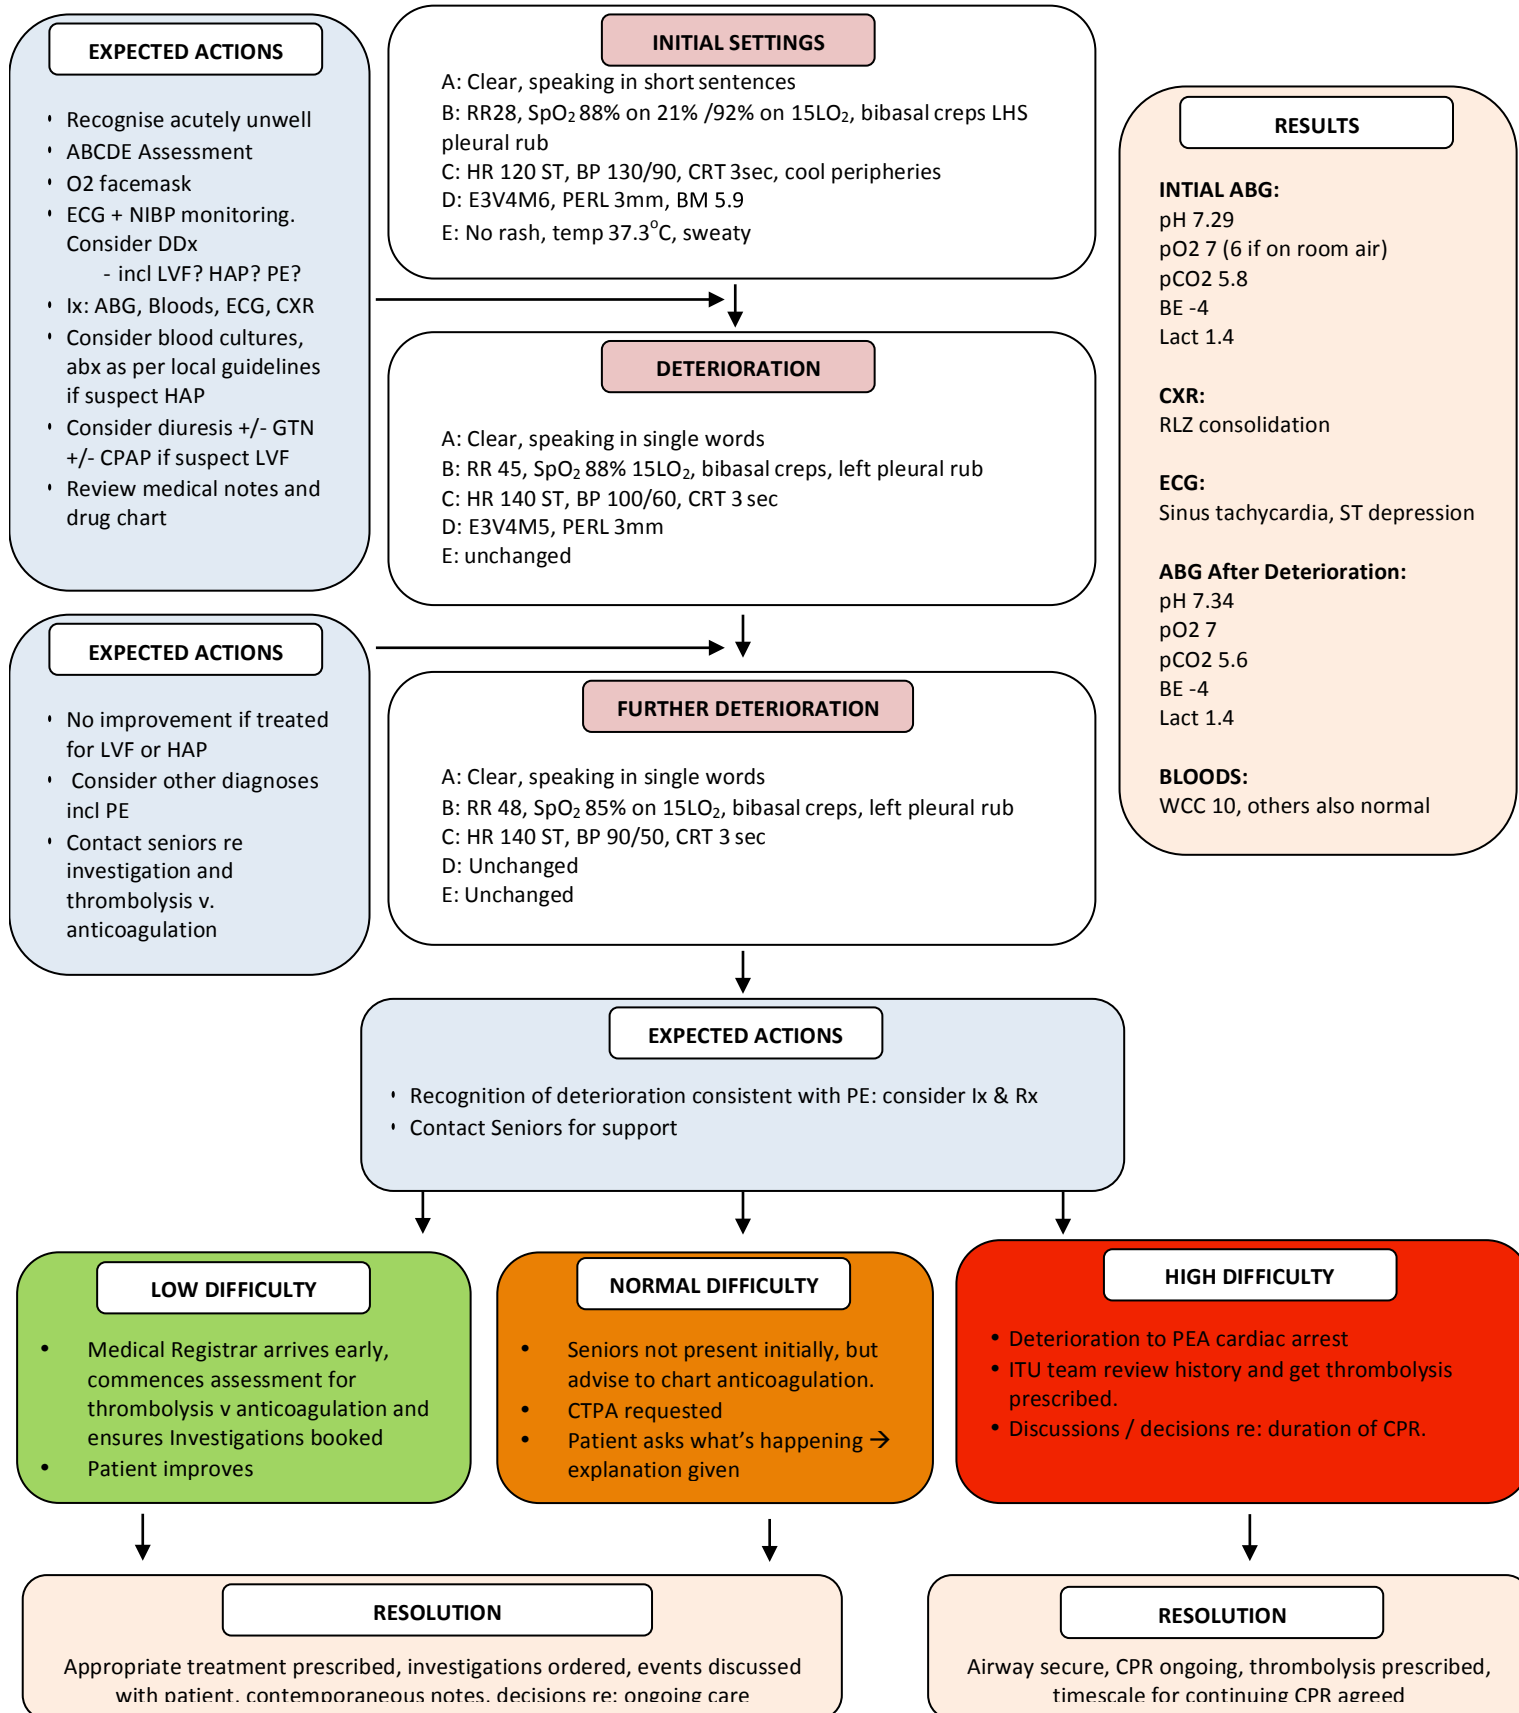 EXPECTED ACTIONS
• Recognise acutely unwell
• ABCDE Assessment
• O2 facemask
• ECG + NIBP monitoring.
Consider DDx
- incl LVF? HAP? PE?
• Ix: ABG, Bloods, ECG, CXR
• Consider blood cultures,
abx as per local guidelines
if suspect HAP
• Consider diuresis +/- GTN
+/- CPAP if suspect LVF
• Review medical notes and
drug chart
INITIAL SETTINGS
A: Clear, speaking in short sentences
B: RR28, SpO₂ 88% on 21% /92% on 15LO₂, bibasal creps LHS
pleural rub
C: HR 120 ST, BP 130/90, CRT 3sec, cool peripheries
D: E3V4M6, PERL 3mm, BM 5.9
E: No rash, temp 37.3°C, sweaty
RESULTS
INTIAL ABG:
pH 7.29
pO2 7 (6 if on room air)
pCO2 5.8
BE -4
Lact 1.4
CXR:
RLZ consolidation
ECG:
Sinus tachycardia, ST depression
ABG After Deterioration:
pH 7.34
pO2 7
pCO2 5.6
BE -4
Lact 1.4
BLOODS:
WCC 10, others also normal
DETERIORATION
A: Clear, speaking in single words
B: RR 45, SpO₂ 88% 15LO₂, bibasal creps, left pleural rub
C: HR 140 ST, BP 100/60, CRT 3 sec
D: E3V4M5, PERL 3mm
E: unchanged
EXPECTED ACTIONS
• No improvement if treated
for LVF or HAP
• Consider other diagnoses
incl PE
• Contact seniors re
investigation and
thrombolysis v.
anticoagulation
FURTHER DETERIORATION
A: Clear, speaking in single words
B: RR 48, SpO₂ 85% on 15LO₂, bibasal creps, left pleural rub
C: HR 140 ST, BP 90/50, CRT 3 sec
D: Unchanged
E: Unchanged
EXPECTED ACTIONS
• Recognition of deterioration consistent with PE: consider Ix & Rx
• Contact Seniors for support
LOW DIFFICULTY
• Medical Registrar arrives early,
commences assessment for
thrombolysis v anticoagulation and
ensures Investigations booked
• Patient improves
NORMAL DIFFICULTY
• Seniors not present initially, but
advise to chart anticoagulation.
• CTPA requested
• Patient asks what's happening →
explanation given
HIGH DIFFICULTY
• Deterioration to PEA cardiac arrest
• ITU team review history and get thrombolysis
prescribed.
• Discussions / decisions re: duration of CPR.
RESOLUTION
Appropriate treatment prescribed, investigations ordered, events discussed
with patient, contemporaneous notes, decisions re: ongoing care
RESOLUTION
Airway secure, CPR ongoing, thrombolysis prescribed,
timescale for continuing CPR agreed